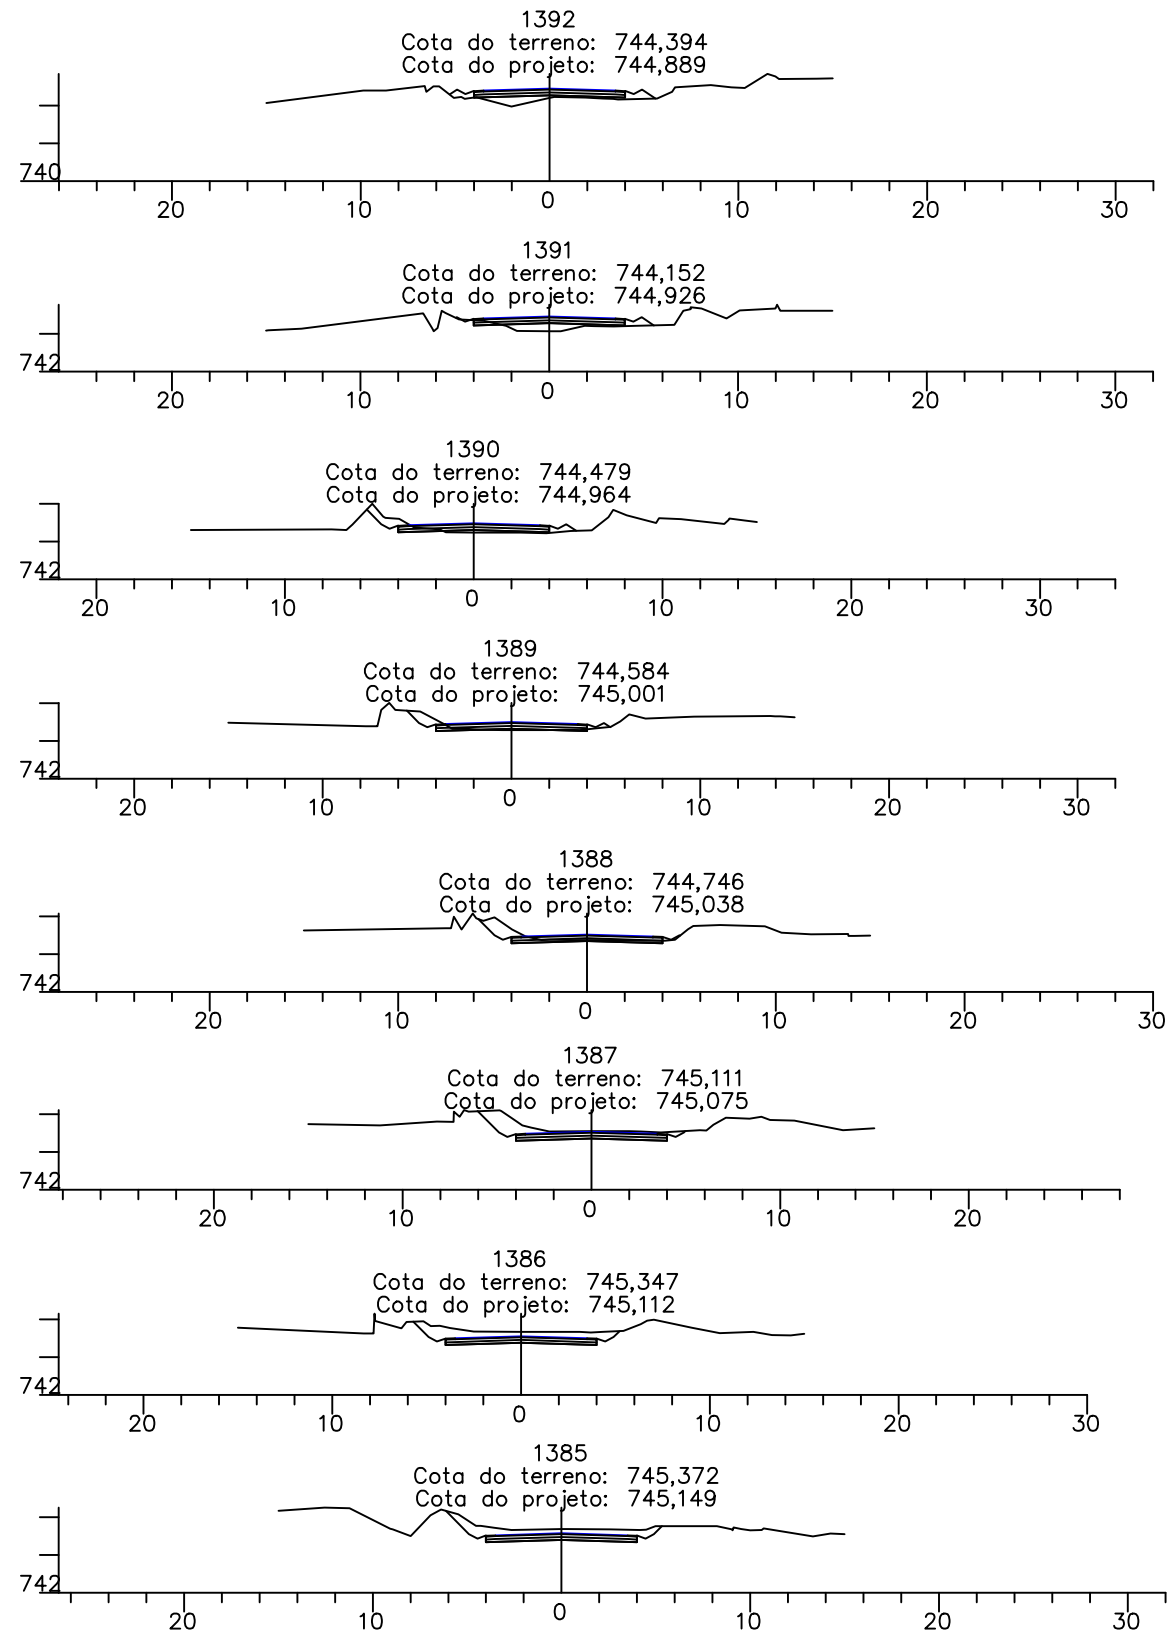 1392
Cota do terreno: 744,394
Cota do projeto: 744,889
740
20 10 0 10 20 30
1391
Cota do terreno: 744,152
Cota do projeto: 744,926
742
20 10 0 10 20 30
1390
Cota do terreno: 744,479
Cota do projeto: 744,964
742
20 10 0 10 20 30
1389
Cota do terreno: 744,584
Cota do projeto: 745,001
742
20 10 0 10 20 30
1388
Cota do terreno: 744,746
Cota do projeto: 745,038
742
20 10 0 10 20 30
1387
Cota do terreno: 745,111
Cota do projeto: 745,075
742
20 10 0 10 20
1386
Cota do terreno: 745,347
Cota do projeto: 745,112
742
20 10 0 10 20 30
1385
Cota do terreno: 745,372
Cota do projeto: 745,149
742
20 10 0 10 20 30